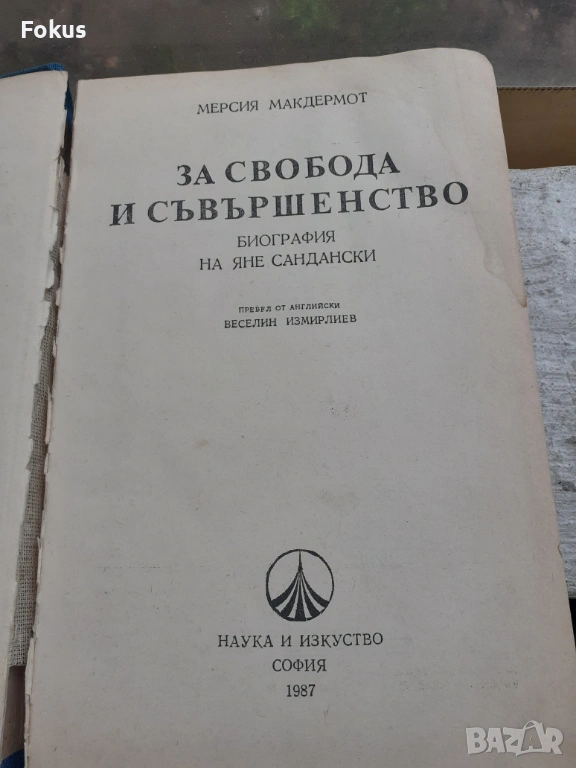 Fokus
МЕРСИЯ МАКДЕРМОТ
ЗА СВОБОДА
И СЪВЪРШЕНСТВО
БИОГРАФИЯ
НА ЯНЕ САНДАНСКИ
ПРЕВЕЛ ОТ АНГЛИЙСКИ
ВЕСЕЛИН ИЗМИРЛИЕВ
НАУКА И ИЗКУСТВО
СОФИЯ
1987
BAZAR